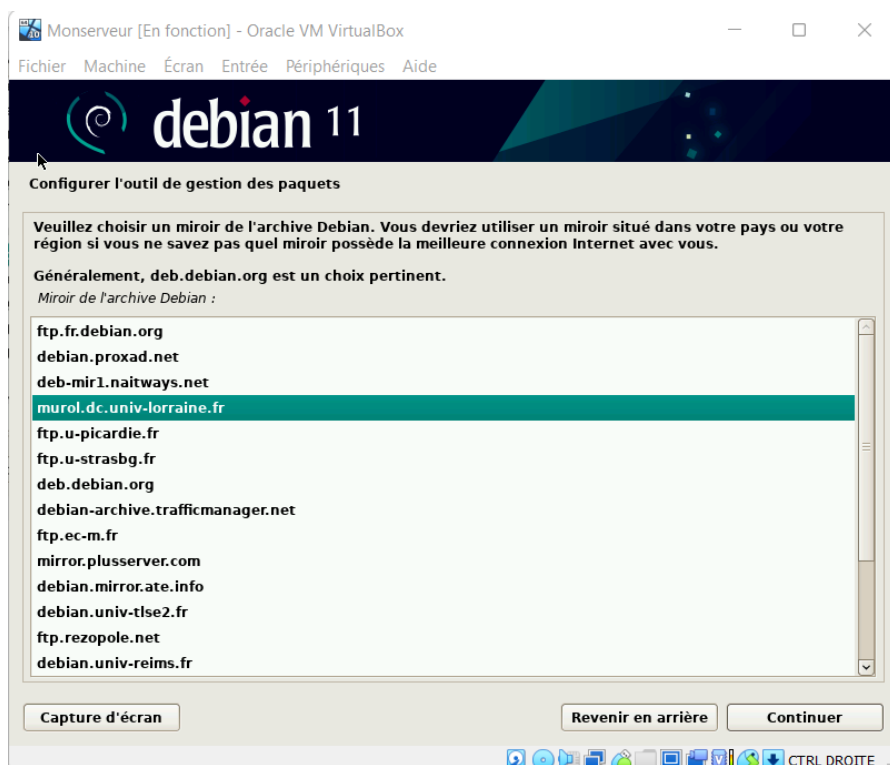 Monserveur [En fonction] - Oracle VM VirtualBox
Fichier Machine Écran Entrée Périphériques Aide
debian 11
Configurer l'outil de gestion des paquets
Veuillez choisir un miroir de l'archive Debian. Vous devriez utiliser un miroir situé dans votre pays ou votre
région si vous ne savez pas quel miroir possède la meilleure connexion Internet avec vous.
Généralement, deb.debian.org est un choix pertinent.
Miroir de l'archive Debian :
ftp.fr.debian.org
debian.proxad.net
deb-mir1.naitways.net
murol.dc.univ-lorraine.fr
ftp.u-picardie.fr
ftp.u-strasbg.fr
deb.debian.org
debian-archive.trafficmanager.net
ftp.ec-m.fr
mirror.plusserver.com
debian.mirror.ate.info
debian.univ-tlse2.fr
ftp.rezopole.net
debian.univ-reims.fr
Capture d'écran Revenir en arrière Continuer
CTRL DROITE